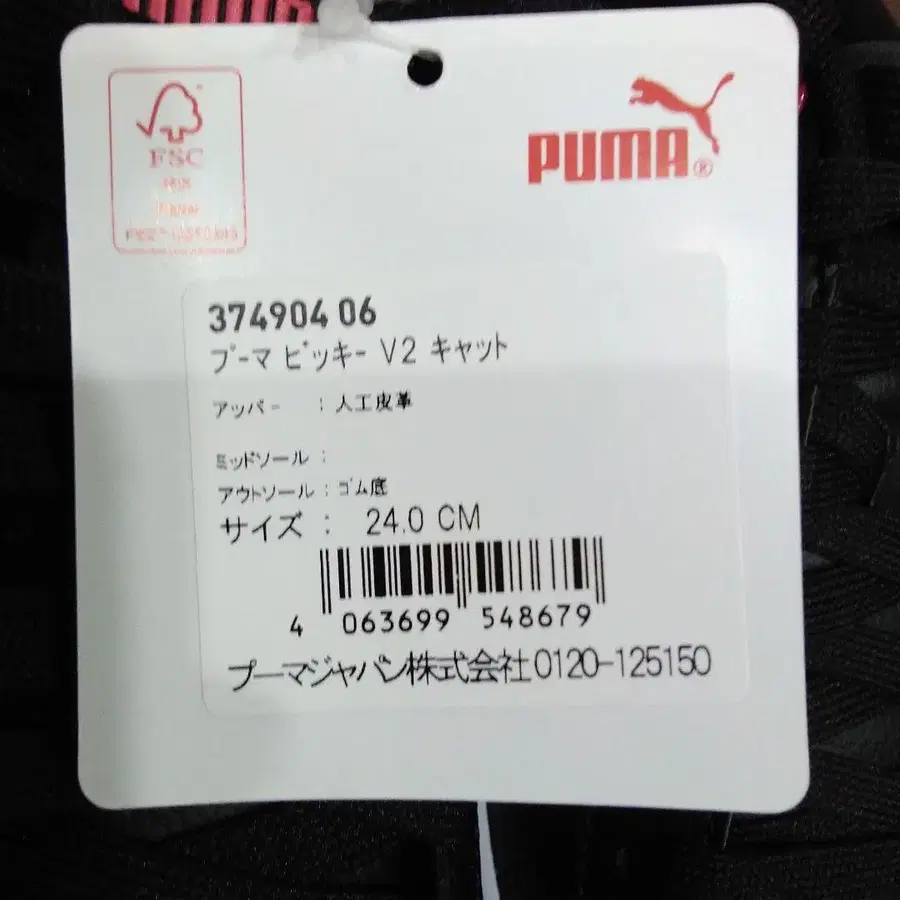 FSC
PUMA®
374904 06
プーマ ビッキー V2 キャット
アッパー : 人工皮革
ミッドソール :
アウトソール : ゴム底
サイズ : 24.0 CM
4 063699 548679
プーマジャパン株式会社0120-125150